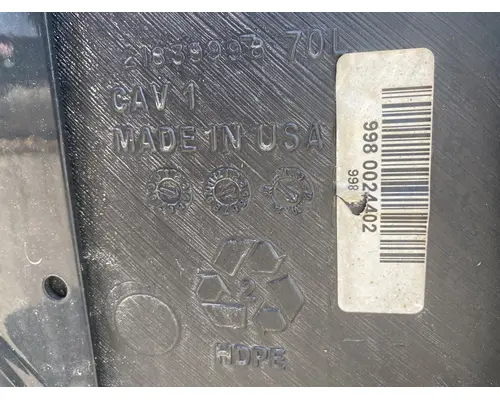 21839998 70L
CAV 1
MADE IN USA
2
HDPE
998 0024402
998